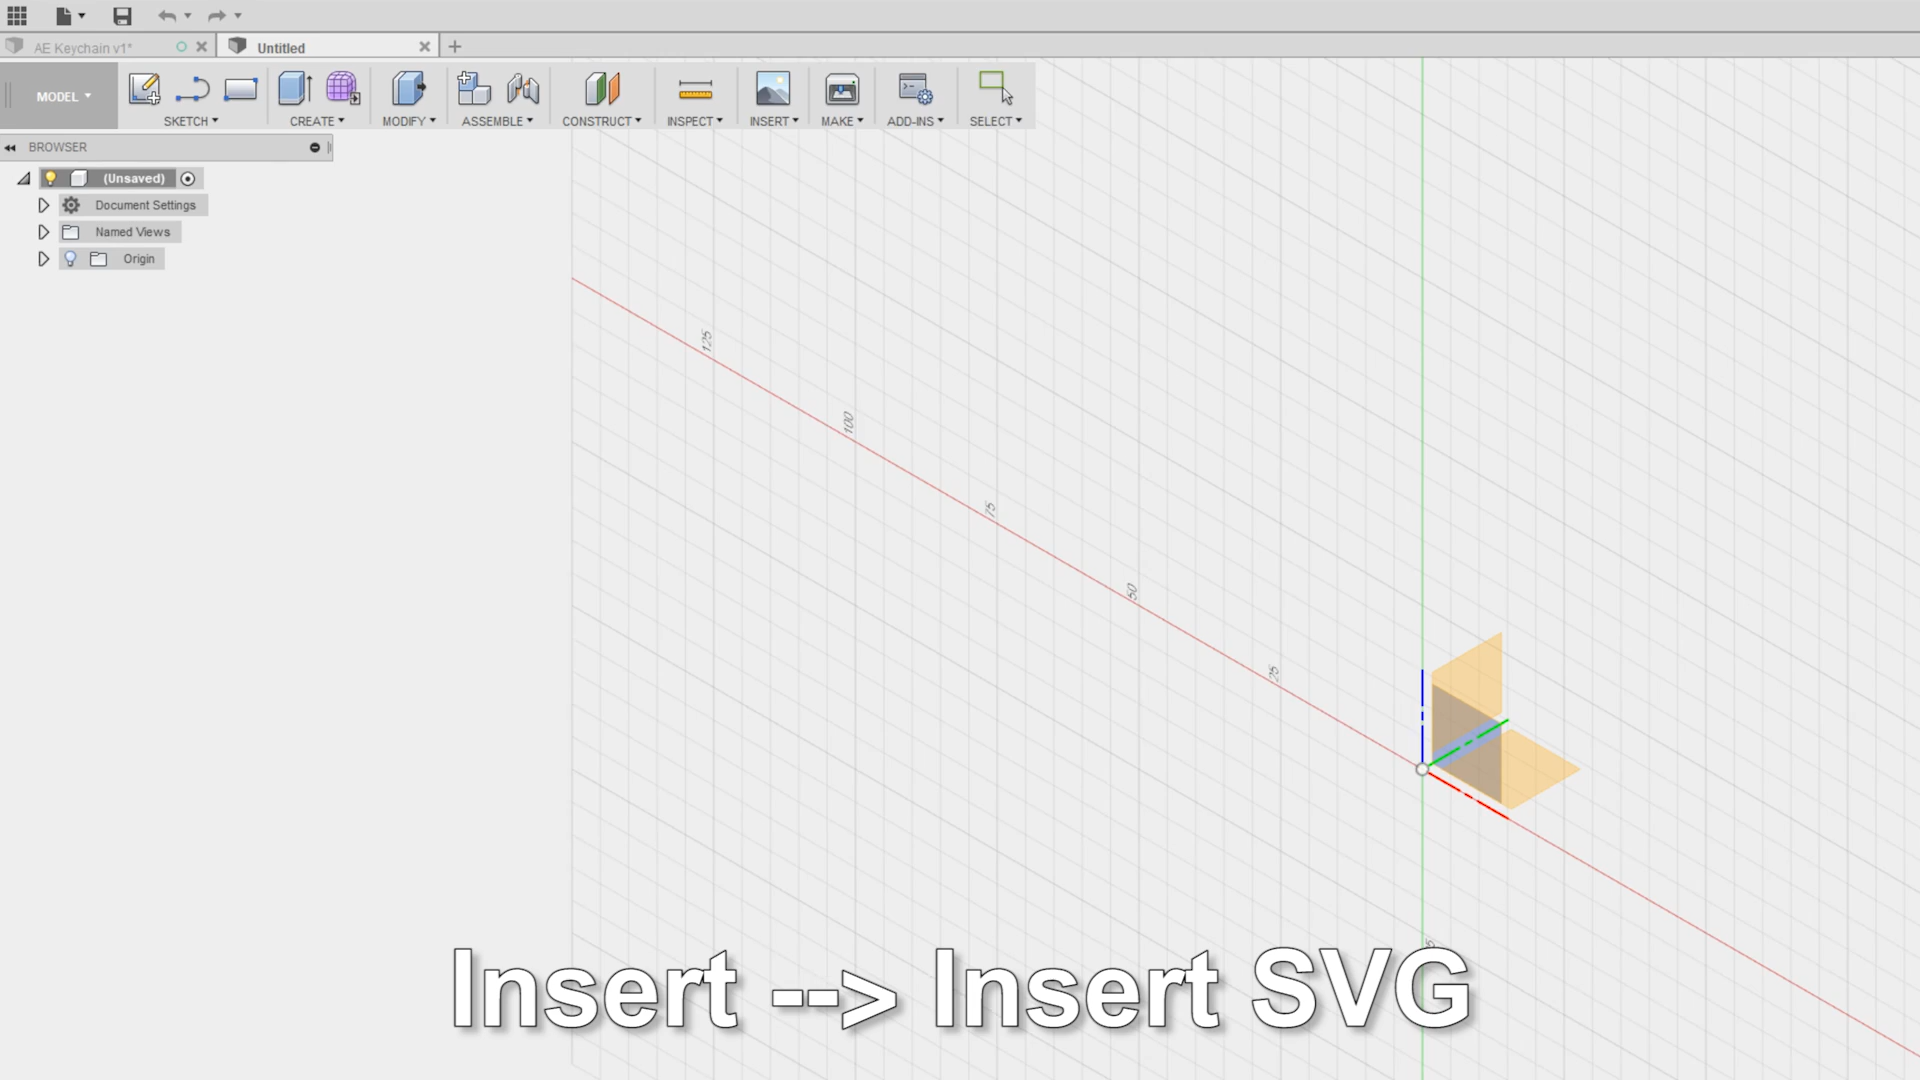 AE Keychain v1*
Untitled
MODEL
SKETCH
CREATE
MODIFY
ASSEMBLE
CONSTRUCT
INSPECT
INSERT
MAKE
ADD-INS
SELECT
BROWSER
(Unsaved)
Document Settings
Named Views
Origin
125
100
75
50
25
Insert --> Insert SVG